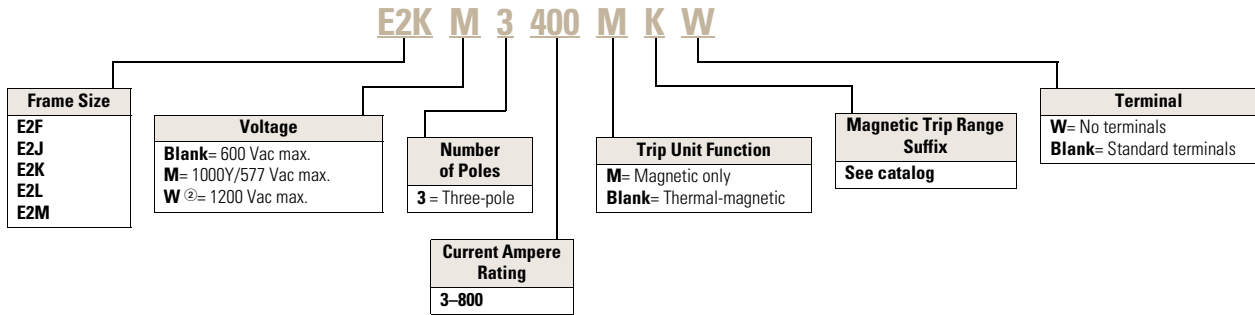 E2K M 3 400 M K W
Frame Size
E2F
E2J
E2K
E2L
E2M
Voltage
Blank= 600 Vac max.
M= 1000Y/577 Vac max.
W ②= 1200 Vac max.
Number
of Poles
3 = Three-pole
Current Ampere
Rating
3–800
Trip Unit Function
M= Magnetic only
Blank= Thermal-magnetic
Magnetic Trip Range
Suffix
See catalog
Terminal
W= No terminals
Blank= Standard terminals